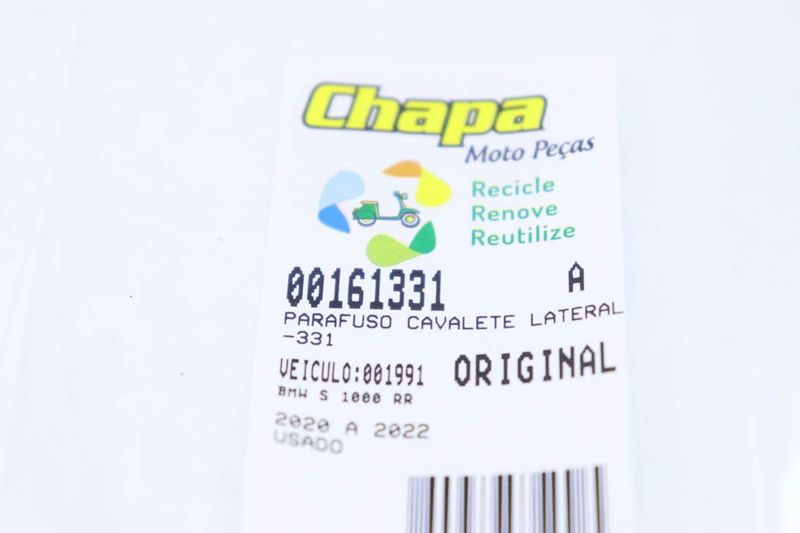 Chapa
Moto Peças
Recicle
Renove
Reutilize
00161331 A
PARAFUSO CAVALETE LATERAL
-331
VEICULO:001991 ORIGINAL
BMW S 1000 RR
2020 A 2022
USADO